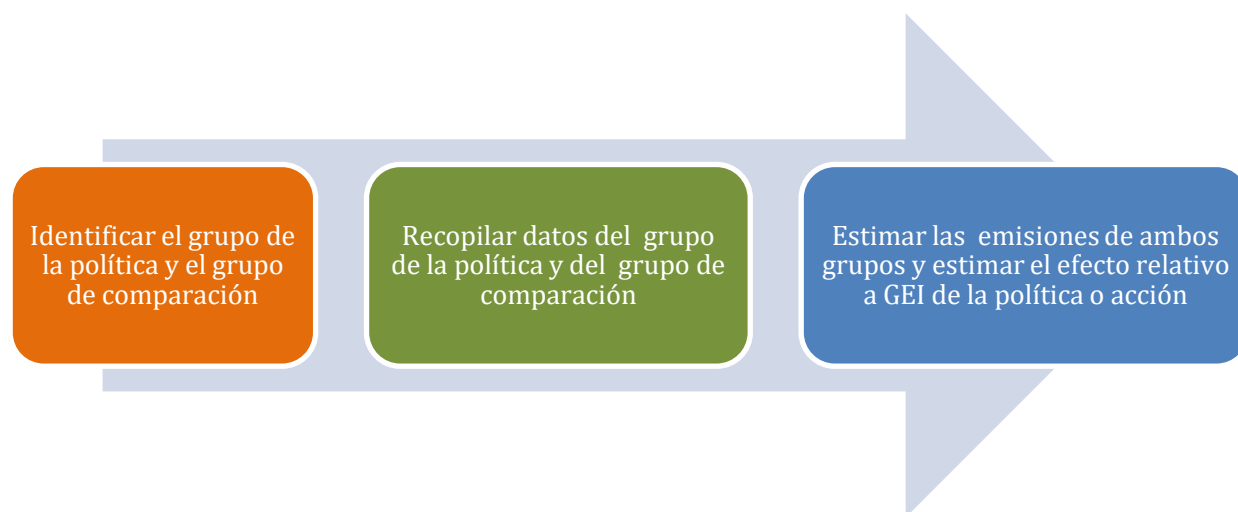 Identificar el grupo de
la política y el grupo
de comparación
Recopilar datos del grupo
de la política y del grupo de
comparación
Estimar las emisiones de ambos
grupos y estimar el efecto relativo
a GEI de la política o acción